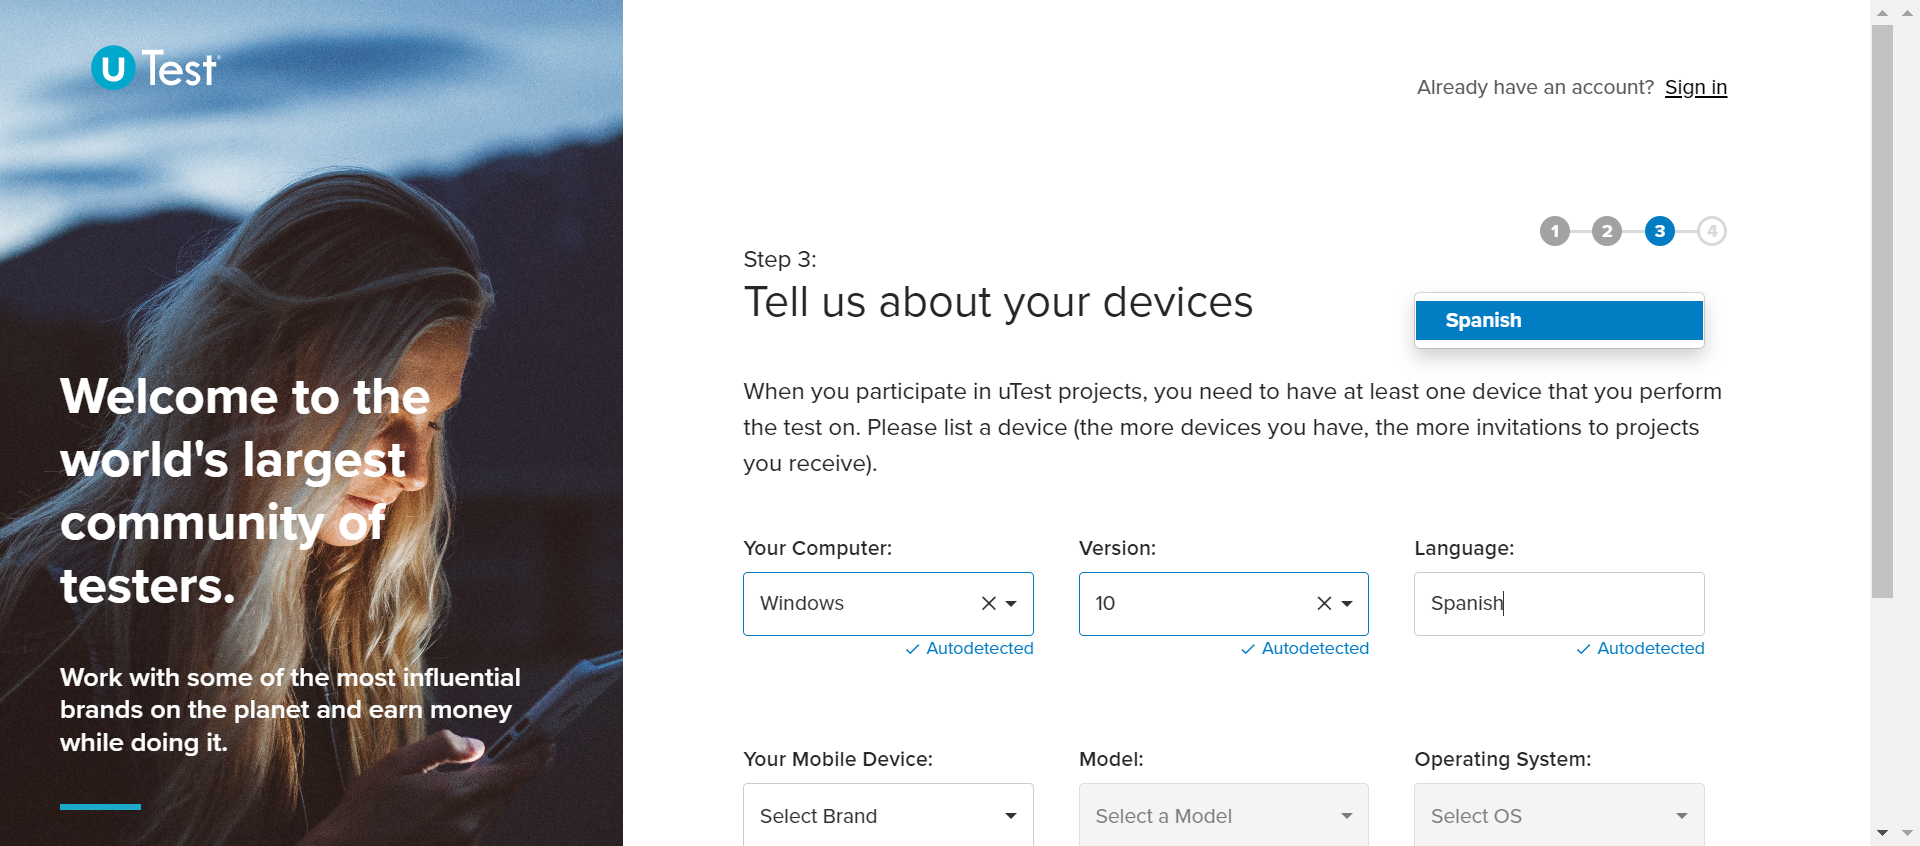 u Test
Welcome to the
world's largest
community of
testers.
Work with some of the most influential
brands on the planet and earn money
while doing it.
Already have an account? Sign in
1 2 3 4
Step 3:
Tell us about your devices
Spanish
When you participate in uTest projects, you need to have at least one device that you perform
the test on. Please list a device (the more devices you have, the more invitations to projects
you receive).
Your Computer: Version: Language:
Windows 10 Spanish
Autodetected Autodetected Autodetected
Your Mobile Device: Model: Operating System:
Select Brand Select a Model Select OS